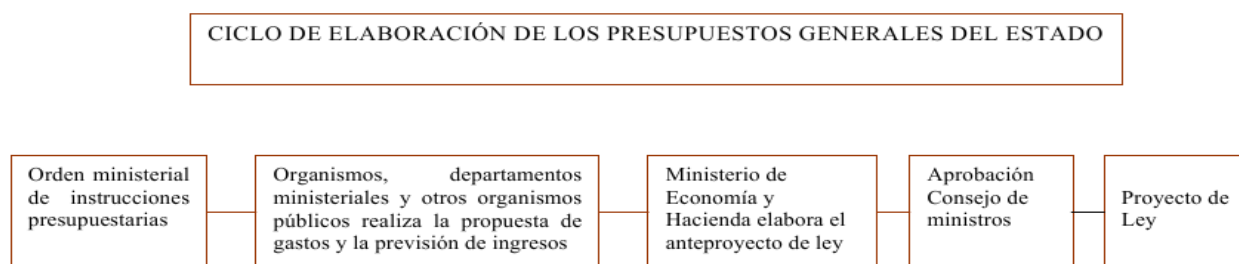 CICLO DE ELABORACIÓN DE LOS PRESUPUESTOS GENERALES DEL ESTADO
Orden ministerial
de instrucciones
presupuestarias
Organismos, departamentos
ministeriales y otros organismos
públicos realiza la propuesta de
gastos y la previsión de ingresos
Ministerio de
Economía y
Hacienda elabora el
anteproyecto de ley
Aprobación
Consejo de
ministros
Proyecto de
Ley